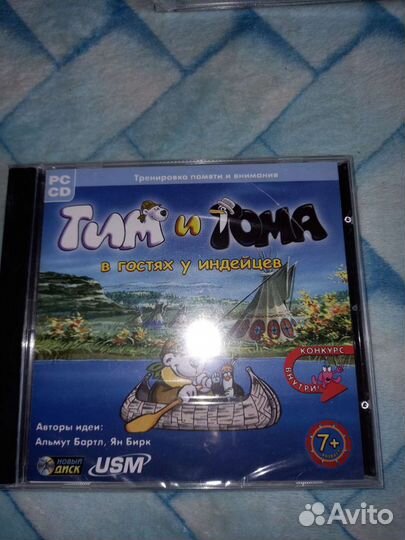 PC
CD
Тренировка памяти и внимания
Тим и Тома
в гостях у индейцев
КОНКУРС
ВНУТРИ
Авторы идеи:
Альмут Бартл, Ян Бирк
НОВЫЙ
ДИСК
USM
7+
Avito